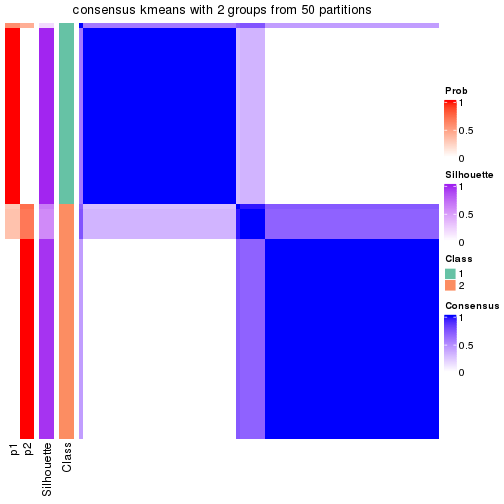 consensus kmeans with 2 groups from 50 partitions
Prob
1
0.5
0
Silhouette
1
0.5
0
Class
1
2
Consensus
1
0.5
0
p1
p2
Silhouette
Class